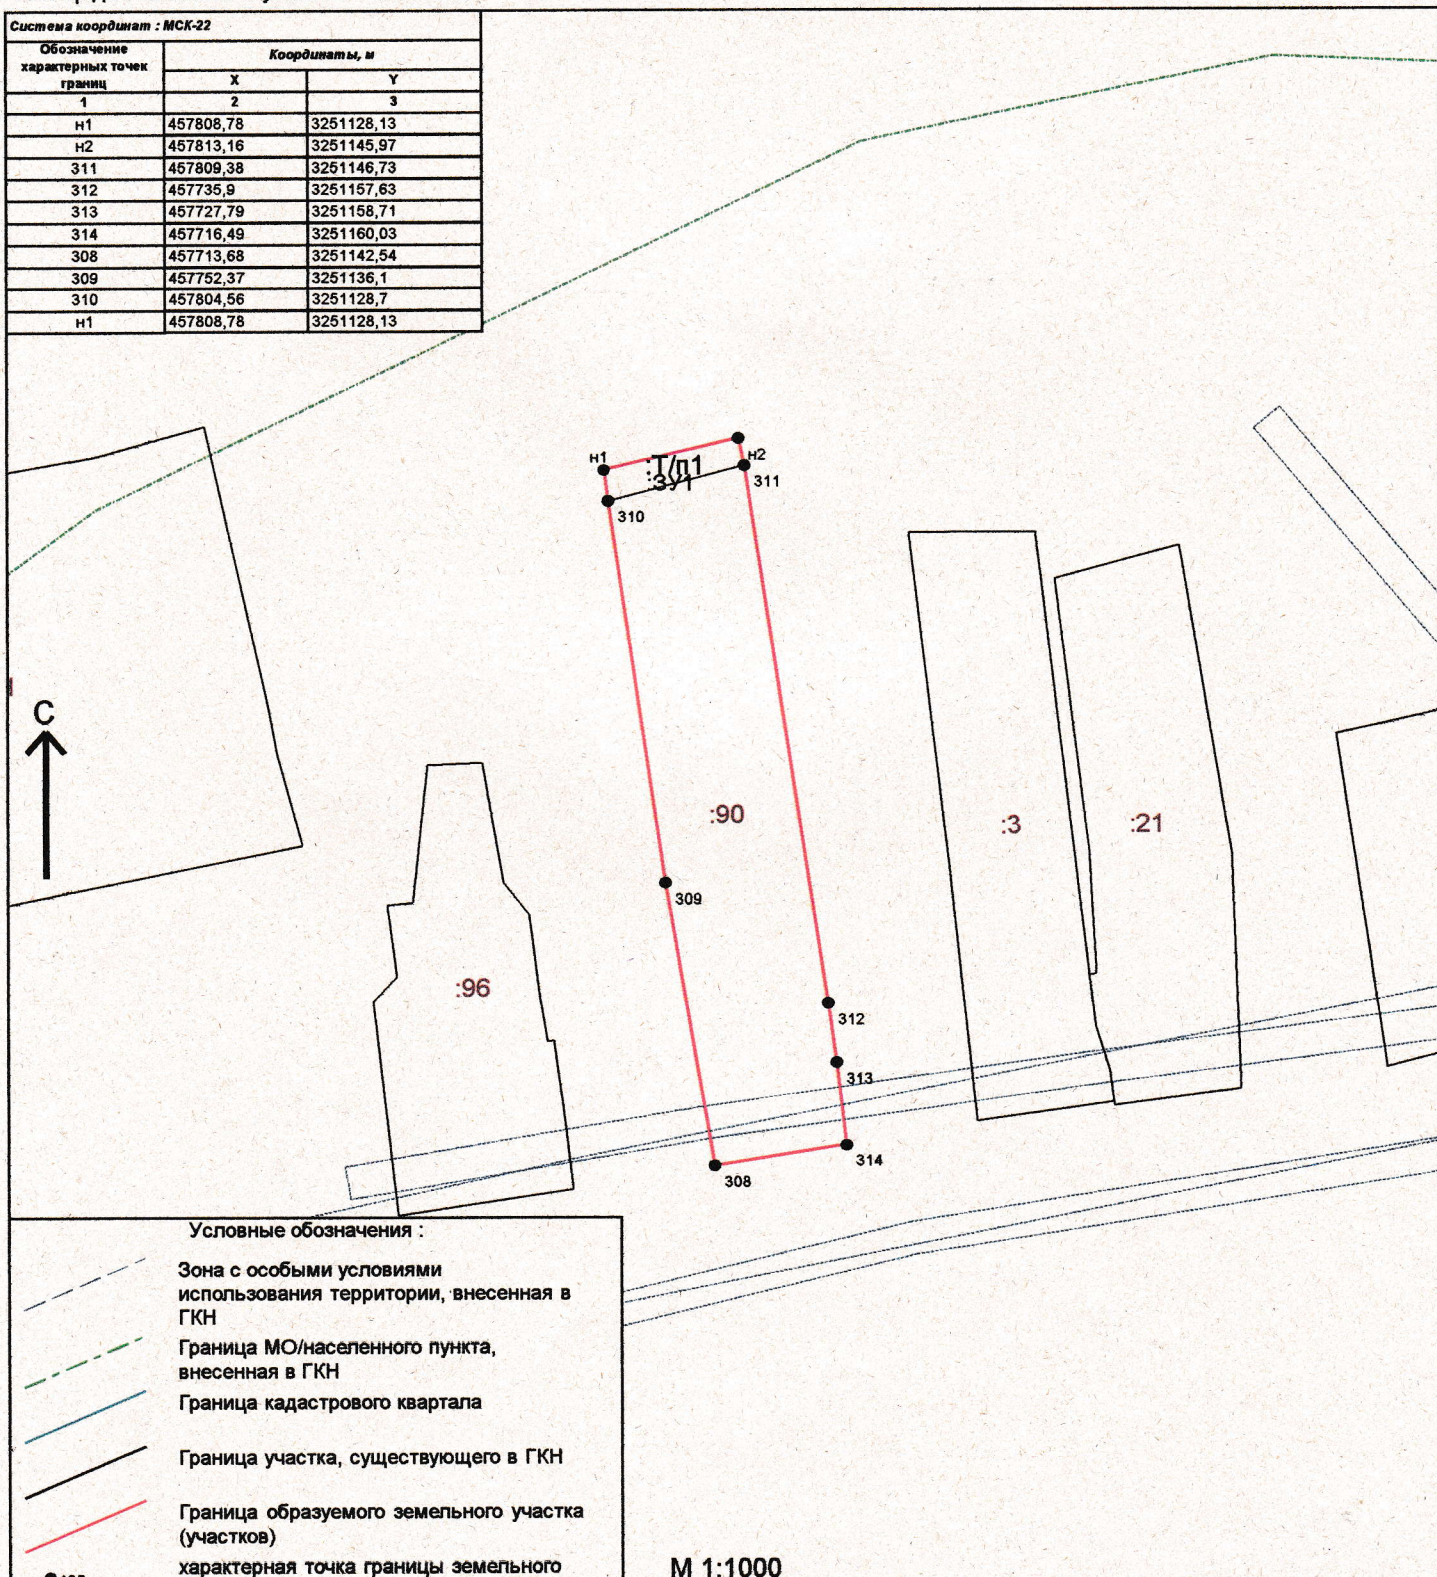 Система координат : МСК-22
Обозначение характерных точек границ
Координаты, м
X Y
1 2 3
н1 457808,78 3251128,13
н2 457813,16 3251145,97
311 457809,38 3251146,73
312 457735,9 3251157,63
313 457727,79 3251158,71
314 457716,49 3251160,03
308 457713,68 3251142,54
309 457752,37 3251136,1
310 457804,56 3251128,7
н1 457808,78 3251128,13
н1
:Т/п1
н2
:ЗУ1
311
310
С
:90
:3
:21
309
:96
312
313
314
308
Условные обозначения :
Зона с особыми условиями
использования территории, внесенная в
ГКН
Граница МО/населенного пункта,
внесенная в ГКН
Граница кадастрового квартала
Граница участка, существующего в ГКН
Граница образуемого земельного участка
(участков)
характерная точка границы земельного
М 1:1000